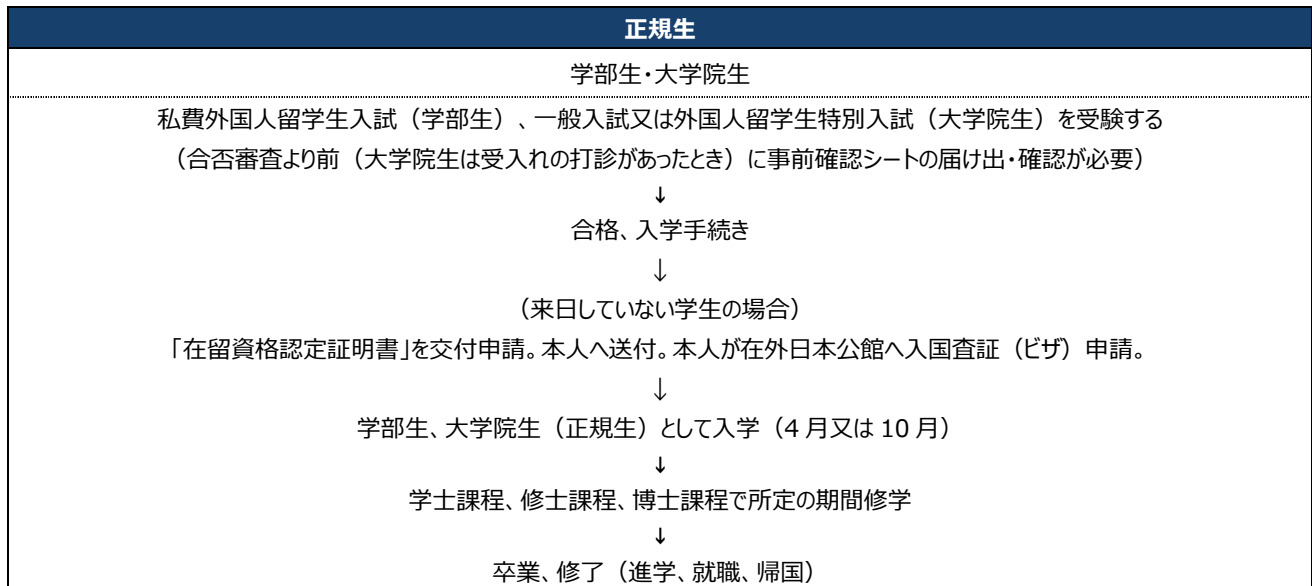 正規生
学部生・大学院生
私費外国人留学生入試（学部生）、一般入試又は外国人留学生特別入試（大学院生）を受験する
（合否審査より前（大学院生は受入れの打診があったとき）に事前確認シートの届け出・確認が必要）
↓
合格、入学手続き
↓
（来日していない学生の場合）
「在留資格認定証明書」を交付申請。本人へ送付。本人が在外日本公館へ入国査証（ビザ）申請。
↓
学部生、大学院生（正規生）として入学（4 月又は 10 月）
↓
学士課程、修士課程、博士課程で所定の期間修学
↓
卒業、修了（進学、就職、帰国）